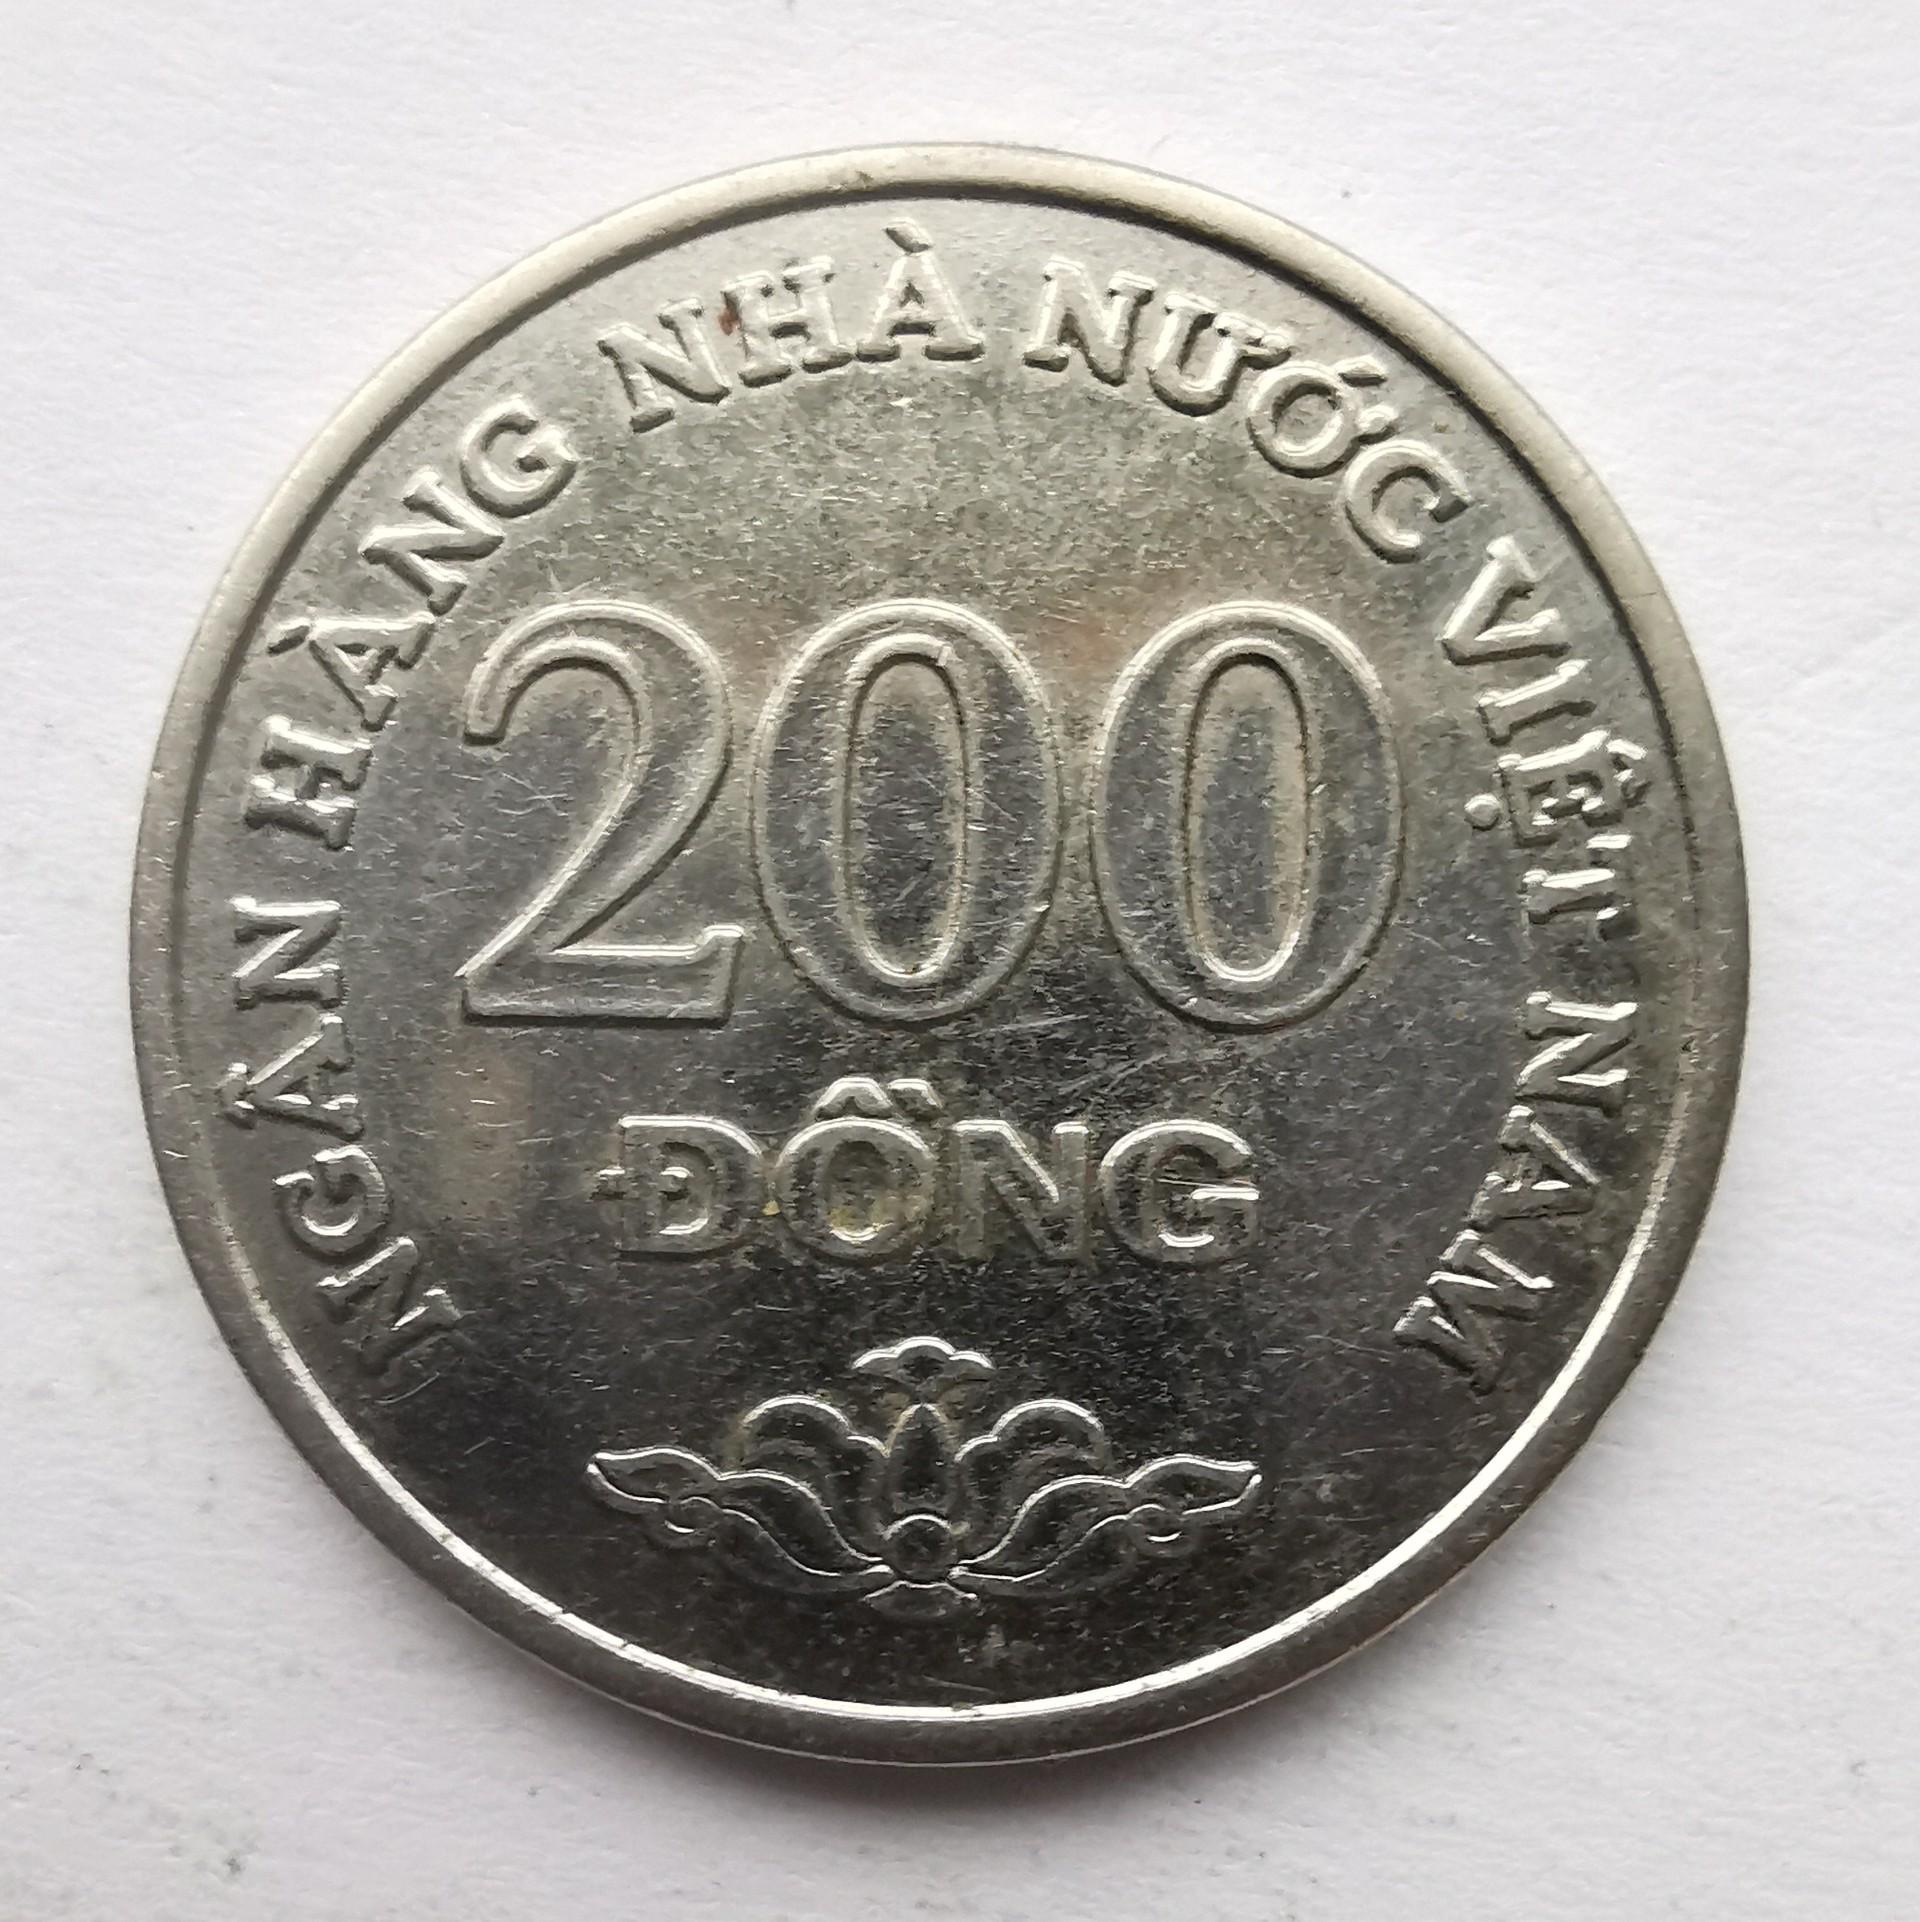 NGÂN HÀNG NHÀ NƯỚC VIỆT NAM
200
ĐỒNG